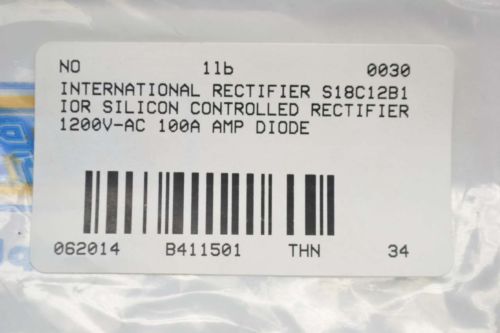 NO 1lb 0030
INTERNATIONAL RECTIFIER S18C12B1
IOR SILICON CONTROLLED RECTIFIER
1200V-AC 100A AMP DIODE
062014 B411501 THN 34